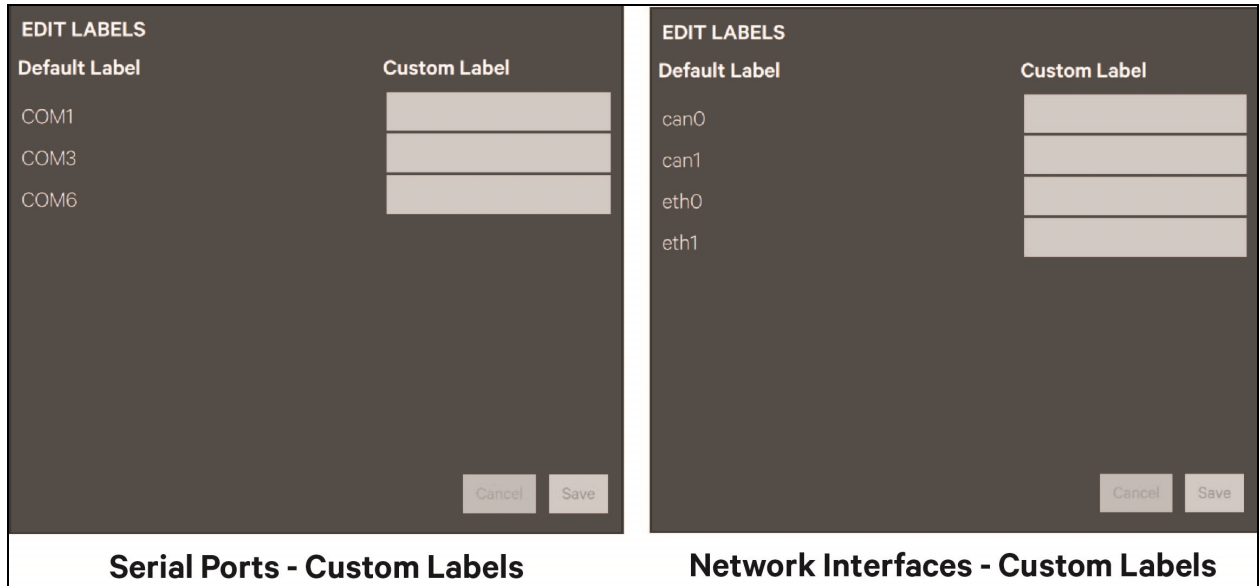 EDIT LABELS
Default Label Custom Label
COM1
COM3
COM6
Cancel Save
Serial Ports - Custom Labels
EDIT LABELS
Default Label Custom Label
can0
can1
eth0
eth1
Cancel Save
Network Interfaces - Custom Labels